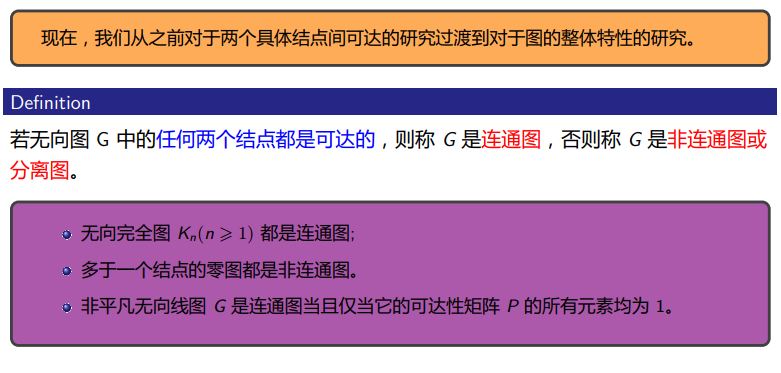 现在，我们从之前对于两个具体结点间可达的研究过渡到对于图的整体特性的研究。
Definition
若无向图 G 中的任何两个结点都是可达的，则称 G 是连通图，否则称 G 是非连通图或
分离图。
无向完全图 Kₙ(n ⩾ 1) 都是连通图;
多于一个结点的零图都是非连通图。
非平凡无向线图 G 是连通图当且仅当它的可达性矩阵 P 的所有元素均为 1。